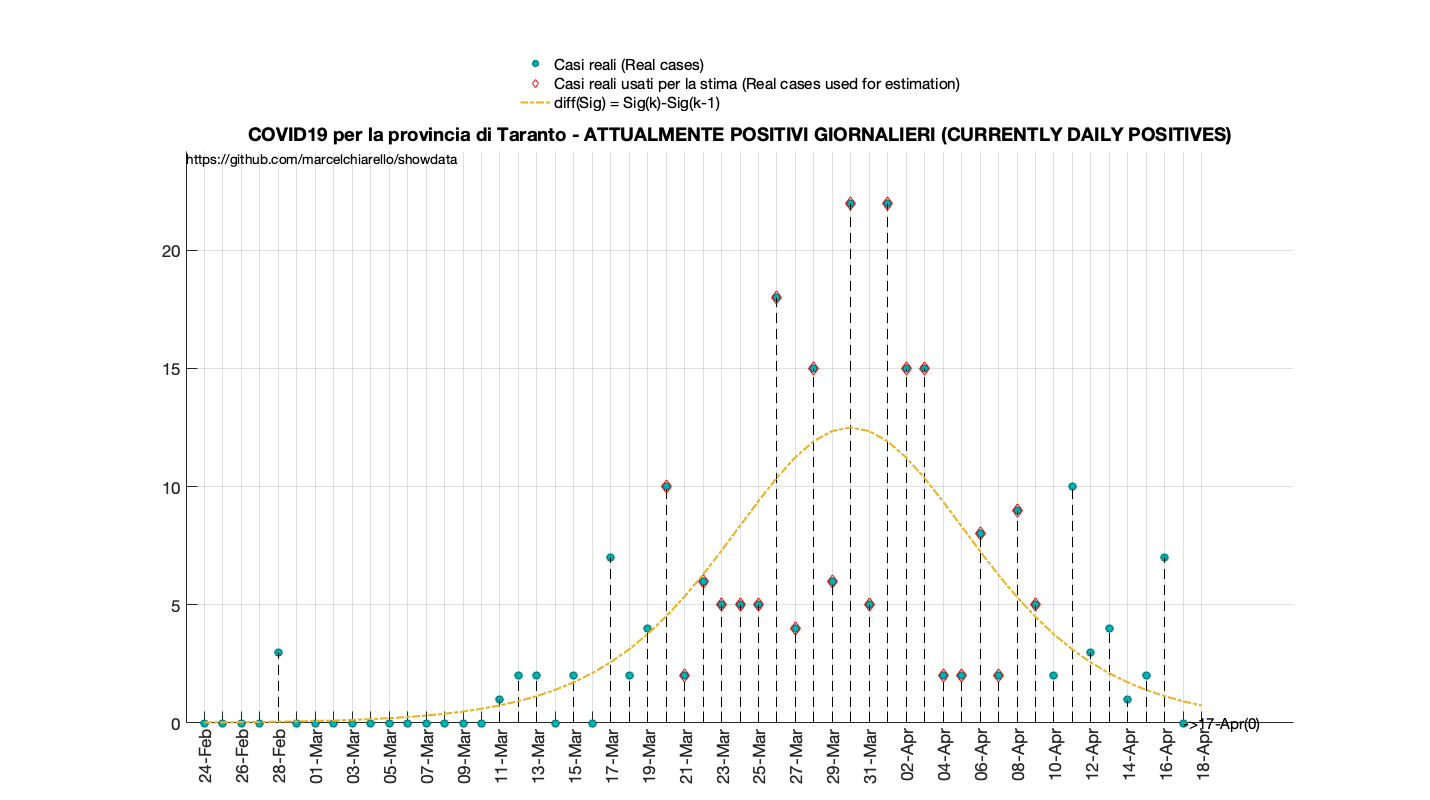 Casi reali (Real cases)
Casi reali usati per la stima (Real cases used for estimation)
diff(Sig) = Sig(k)-Sig(k-1)
COVID19 per la provincia di Taranto - ATTUALMENTE POSITIVI GIORNALIERI (CURRENTLY DAILY POSITIVES)
https://github.com/marcelchiarello/showdata
20
15
10
5
0
->17-Apr(0)
24-Feb
26-Feb
28-Feb
01-Mar
03-Mar
05-Mar
07-Mar
09-Mar
11-Mar
13-Mar
15-Mar
17-Mar
19-Mar
21-Mar
23-Mar
25-Mar
27-Mar
29-Mar
31-Mar
02-Apr
04-Apr
06-Apr
08-Apr
10-Apr
12-Apr
14-Apr
16-Apr
18-Apr